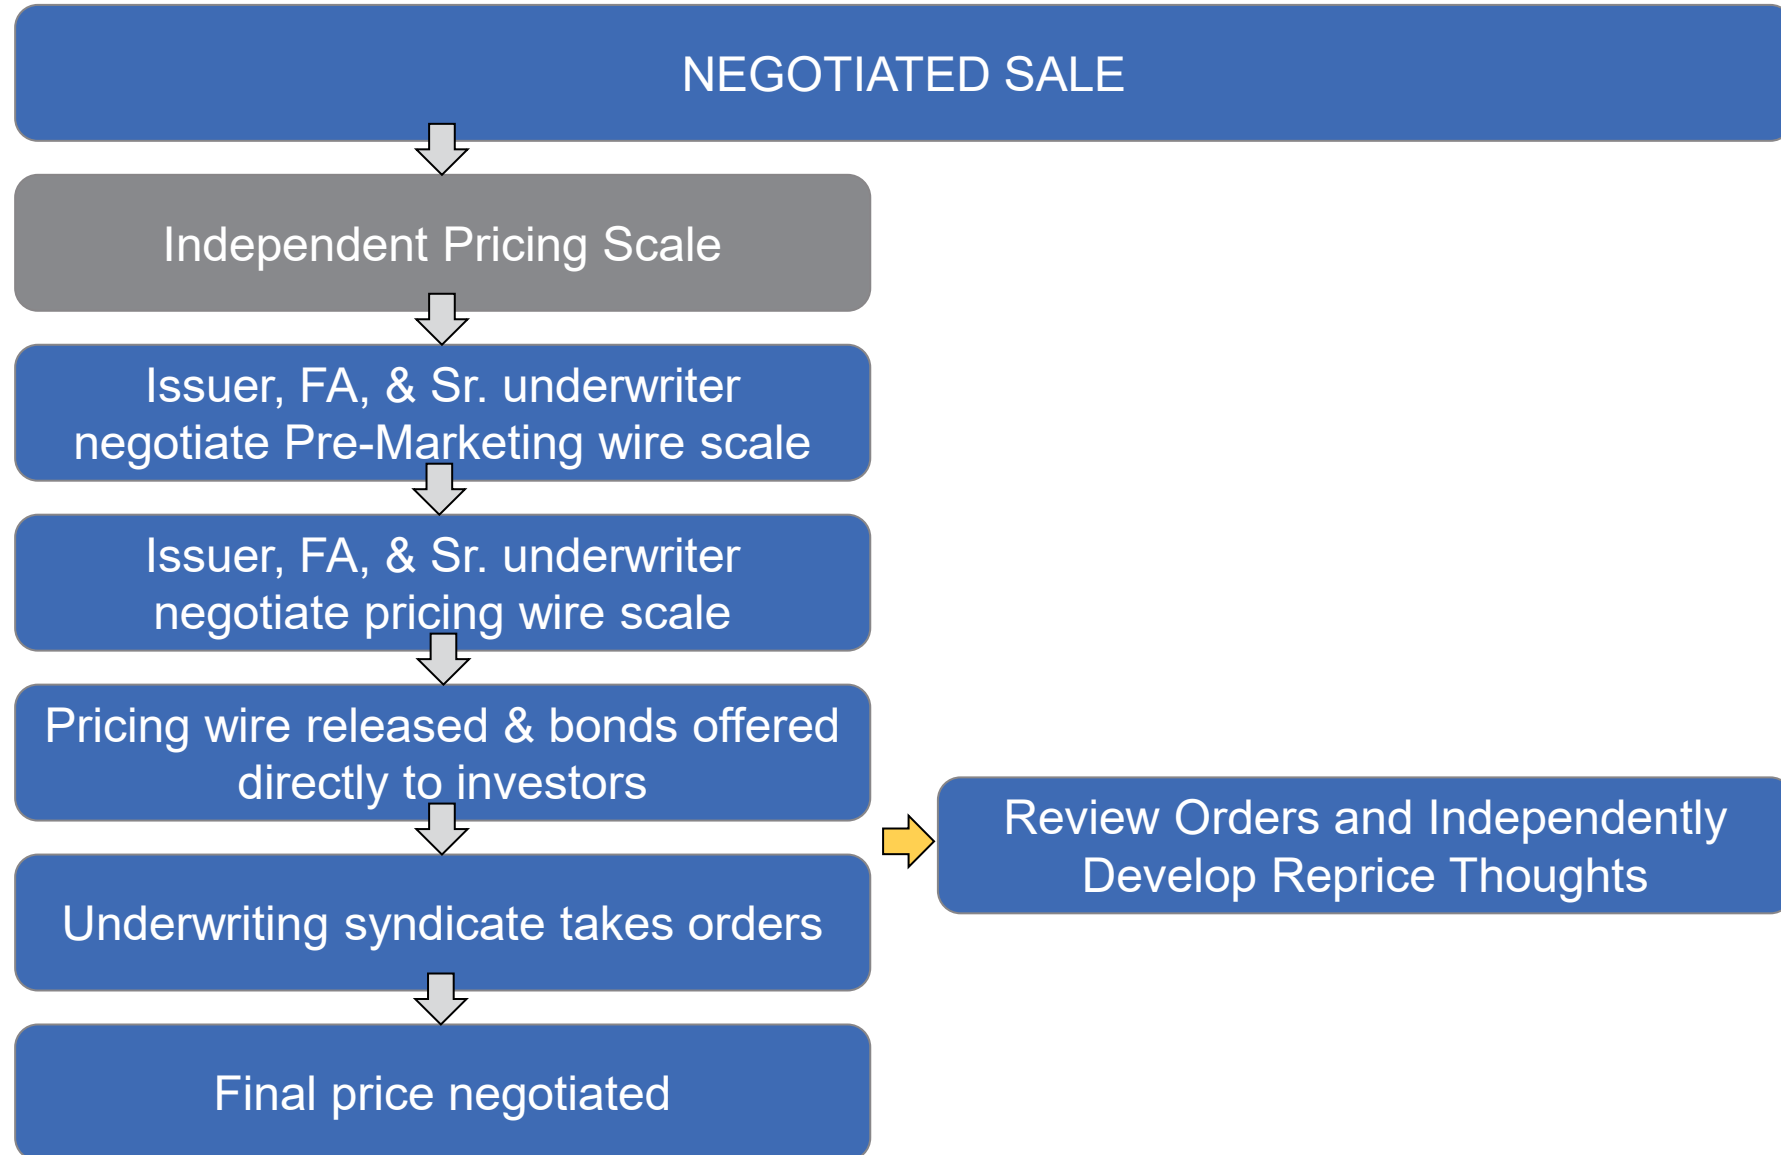 NEGOTIATED SALE
Independent Pricing Scale
Issuer, FA, & Sr. underwriter
negotiate Pre-Marketing wire scale
Issuer, FA, & Sr. underwriter
negotiate pricing wire scale
Pricing wire released & bonds offered
directly to investors
Review Orders and Independently
Develop Reprice Thoughts
Underwriting syndicate takes orders
Final price negotiated